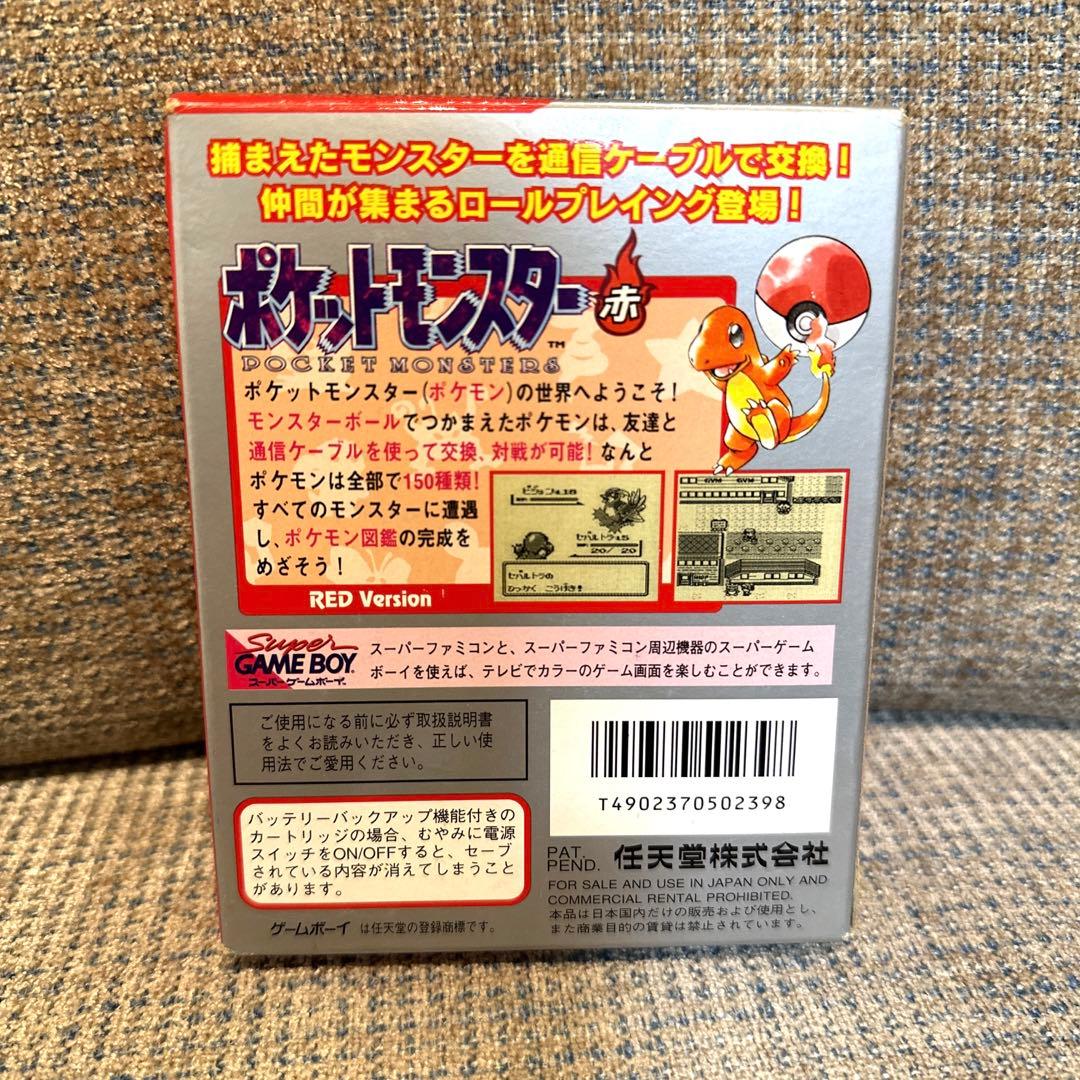 捕まえたモンスターを通信ケーブルで交換！
仲間が集まるロールプレイング登場！
ポケットモンスター 赤
TM
POCKET MONSTERS
ポケットモンスター(ポケモン)の世界へようこそ！
モンスターボールでつかまえたポケモンは、友達と
通信ケーブルを使って交換、対戦が可能！なんと
ポケモンは全部で150種類！
すべてのモンスターに遭遇
し、ポケモン図鑑の完成を
めざそう！
RED Version
20/ 20
ひっかく こうげき！
GYM GYM
Super
GAME BOY
スーパーゲームボーイ
スーパーファミコンと、スーパーファミコン周辺機器のスーパーゲーム
ボーイを使えば、テレビでカラーのゲーム画面を楽しむことができます。
ご使用になる前に必ず取扱説明書
をよくお読みいただき、正しい使
用法でご愛用ください。
T4902370502398
バッテリーバックアップ機能付きの
カートリッジの場合、むやみに電源
スイッチをON/OFFすると、セーブ
されている内容が消えてしまうこと
があります。
PAT.
PEND.
任天堂株式会社
FOR SALE AND USE IN JAPAN ONLY AND
COMMERCIAL RENTAL PROHIBITED.
本品は日本国内だけの販売および使用とし、
また商業目的の賃貸は禁止されています。
ゲームボーイ は任天堂の登録商標です。